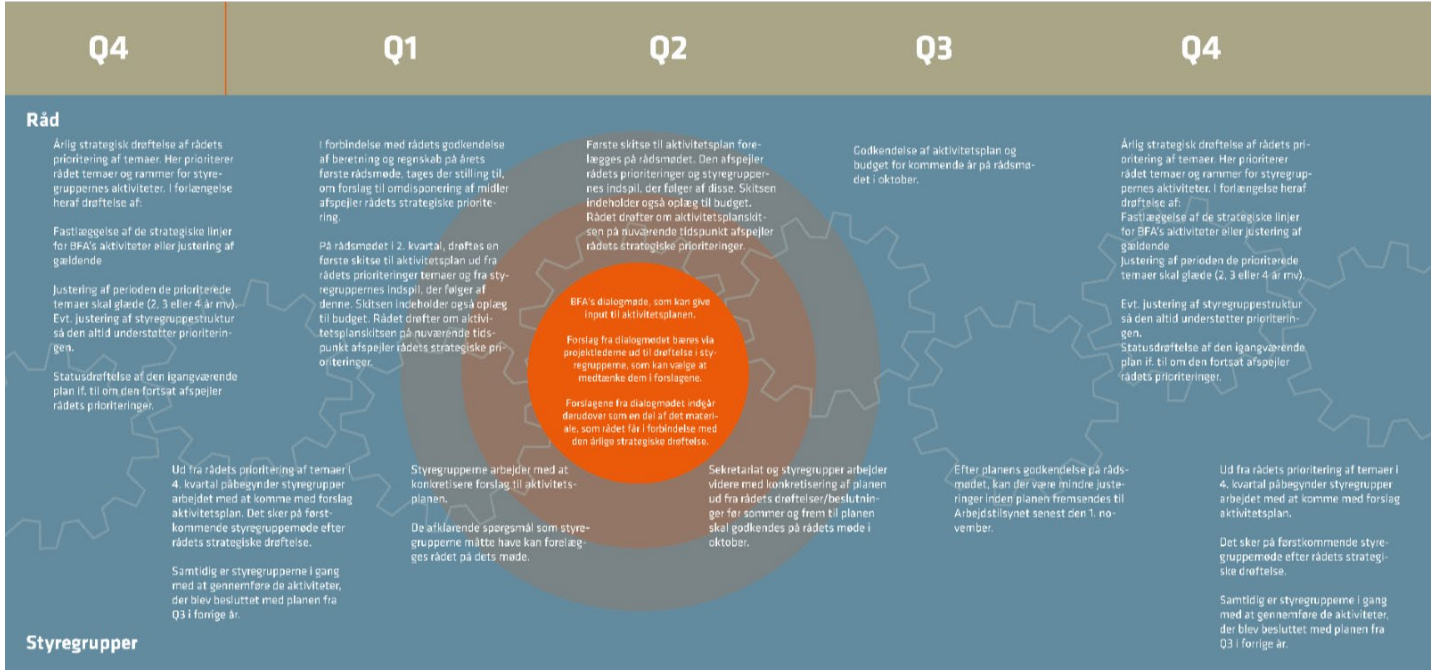 Q4
Q1
Q2
Q3
Q4
Råd
Årlig strategisk drøftelse af rådets
prioritering af temaer. Her prioriterer
rådet temaer og rammer for styre-
gruppernes aktiviteter. I forlængelse
heraf drøftelse af:
Fastlæggelse af de strategiske linjer
for BFA's aktiviteter eller justering af
gældende
Justering af perioden de prioriterede
temaer skal glæde (2, 3 eller 4 år mv).
Evt. justering af styregruppestruktur
så den altid understøtter prioriterin-
gen.
Statusdrøftelse af den igangværende
plan if. til om den fortsat afspejler
rådets prioriteringer.
I forbindelse med rådets godkendelse
af beretning og regnskab på årets
første rådsmøde, tages der stilling til,
om forslag til omdisponering af midler
afspejler rådets strategiske priorite-
ring.
På rådsmødet i 2. kvartal, drøftes en
første skitse til aktivitetsplan ud fra
rådets prioriteringer temaer og fra sty-
regruppernes indspil, der følger af
denne. Skitsen indeholder også oplæg
til budget. Rådet drøfter om aktivi-
tetsplanskitsen på nuværende tids-
punkt afspejler rådets strategiske pri-
oriteringer.
Første skitse til aktivitetsplan fore-
lægges på rådsmødet. Den afspejler
rådets prioriteringer og styregrupper-
nes indspil, der følger af disse. Skitsen
indeholder også oplæg til budget.
Rådet drøfter om aktivitetsplanskit-
sen på nuværende tidspunkt afspejler
rådets strategiske prioriteringer.
BFA's dialogmøde, som kan give
input til aktivitetsplanen.
Forslag fra dialogmødet bæres via
projektlederne ud til drøftelse i sty-
regrupperne, som kan vælge at
medtænke dem i forslagene.
Forslagene fra dialogmødet indgår
derudover som en del af det materi-
ale, som rådet får i forbindelse med
den årlige strategiske drøftelse.
Godkendelse af aktivitetsplan og
budget for kommende år på rådsmø-
det i oktober.
Årlig strategisk drøftelse af rådets pri-
oritering af temaer. Her prioriterer
rådet temaer og rammer for styregrup-
pernes aktiviteter. I forlængelse heraf
drøftelse af:
Fastlæggelse af de strategiske linjer
for BFA's aktiviteter eller justering af
gældende
Justering af perioden de prioriterede
temaer skal glæde (2, 3 eller 4 år mv).
Evt. justering af styregruppestruktur
så den altid understøtter prioriterin-
gen.
Statusdrøftelse af den igangværende
plan if. til om den fortsat afspejler
rådets prioriteringer.
Ud fra rådets prioritering af temaer i
4. kvartal påbegynder styregrupper
arbejdet med at komme med forslag
aktivitetsplan. Det sker på først-
kommende styregruppemøde efter
rådets strategiske drøftelse.
Samtidig er styregrupperne i gang
med at gennemføre de aktiviteter,
der blev besluttet med planen fra
Q3 i forrige år.
Styregrupperne arbejder med at
konkretisere forslag til aktivitets-
planen.
De afklarende spørgsmål som styre-
grupperne måtte have kan forelæg-
ges rådet på dets møde.
Sekretariat og styregrupper arbejder
videre med konkretisering af planen
ud fra rådets drøftelser/beslutnin-
ger før sommer og frem til planen
skal godkendes på rådets møde i
oktober.
Efter planens godkendelse på råds-
mødet, kan der være mindre juste-
ringer inden planen fremsendes til
Arbejdstilsynet senest den 1. no-
vember.
Ud fra rådets prioritering af temaer i
4. kvartal påbegynder styregrupper
arbejdet med at komme med forslag
aktivitetsplan.
Det sker på førstkommende styre-
gruppemøde efter rådets strategi-
ske drøftelse.
Samtidig er styregrupperne i gang
med at gennemføre de aktiviteter,
der blev besluttet med planen fra
Q3 i forrige år.
Styregrupper